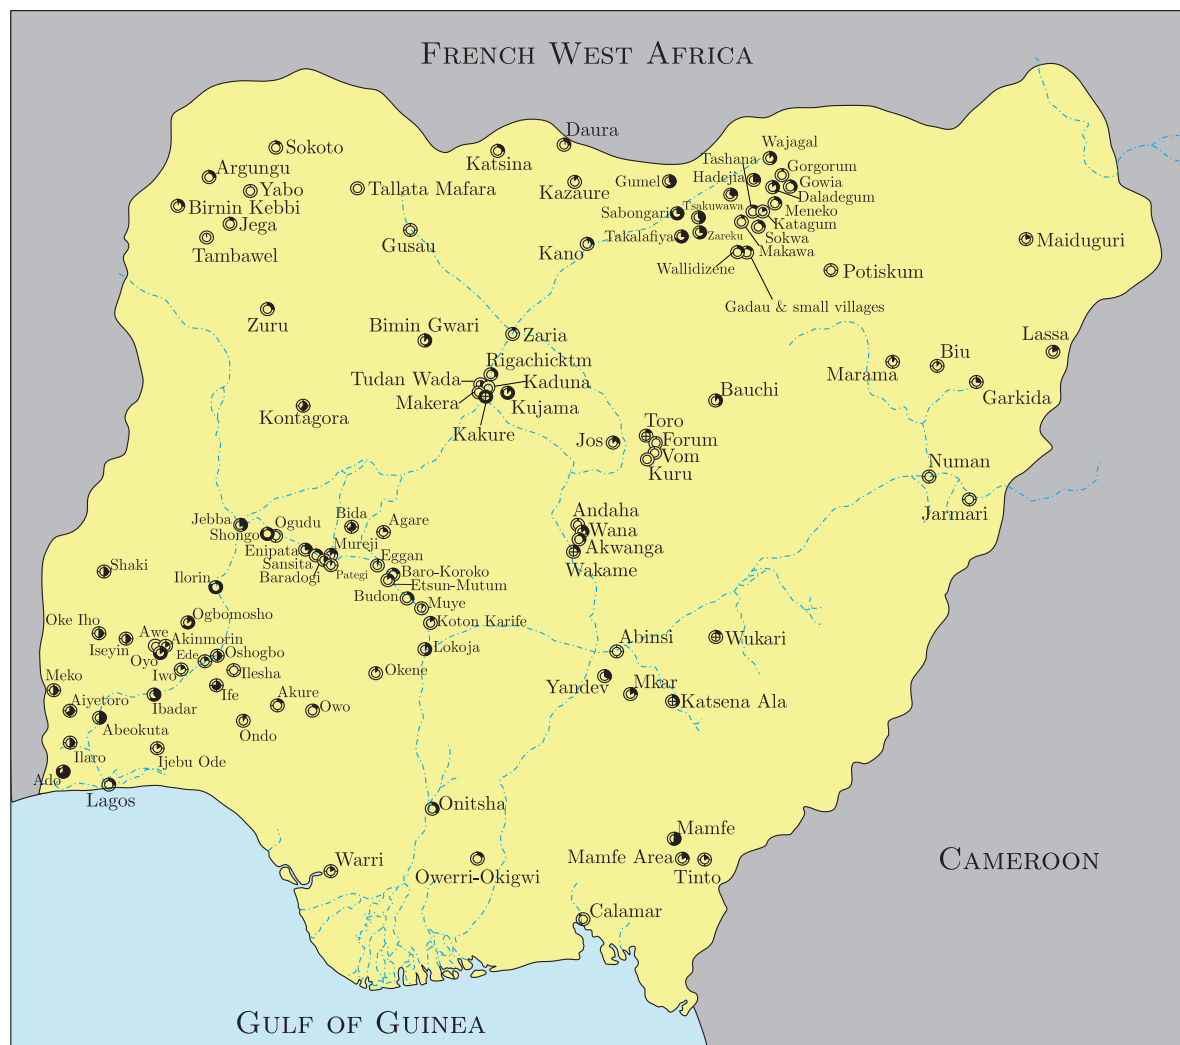 French West Africa
Daura
Sokoto
Katsina
Wajagal
Tashana
Argungu
Gorgorum
Hadejia
Gumel
Gowia
Yabo
Tallata Mafara
Kazaure
Daladegum
Birnin Kebbi
Tsakuwawa
Sabongari
Meneko
Jega
Katagum
Gusau
Takalafiya
Zareku
Sokwa
Maiduguri
Tambawel
Kano
Makawa
Wallidizene
Potiskum
Gadau & small villages
Zuru
Bimin Gwari
Zaria
Lassa
Biu
Rigachicktm
Marama
Tudan Wada
Kaduna
Bauchi
Garkida
Makera
Kujama
Kontagora
Toro
Kakure
Jos
Forum
Vom
Numan
Kuru
Andaha
Jarmari
Bida
Jebba
Ogudu
Agare
Wana
Shongo
Mureji
Enipata
Akwanga
Sansita
Eggan
Shaki
Baradogi
Pategi
Baro-Koroko
Wakame
Ilorin
Etsun-Mutum
Budon
Muye
Ogbomosho
Oke Iho
Koton Karife
Awe
Akinmorin
Abinsi
Wukari
Iseyin
Oyo
Ede
Oshogbo
Lokoja
Meko
Iwo
Ilesha
Okene
Yandev
Mkar
Ife
Akure
Katsena Ala
Aiyetoro
Ibadar
Owo
Abeokuta
Ondo
Ilaro
Ijebu Ode
Ado
Lagos
Onitsha
Mamfe
Warri
Mamfe Area
Cameroon
Owerri-Okigwi
Tinto
Calamar
Gulf of Guinea